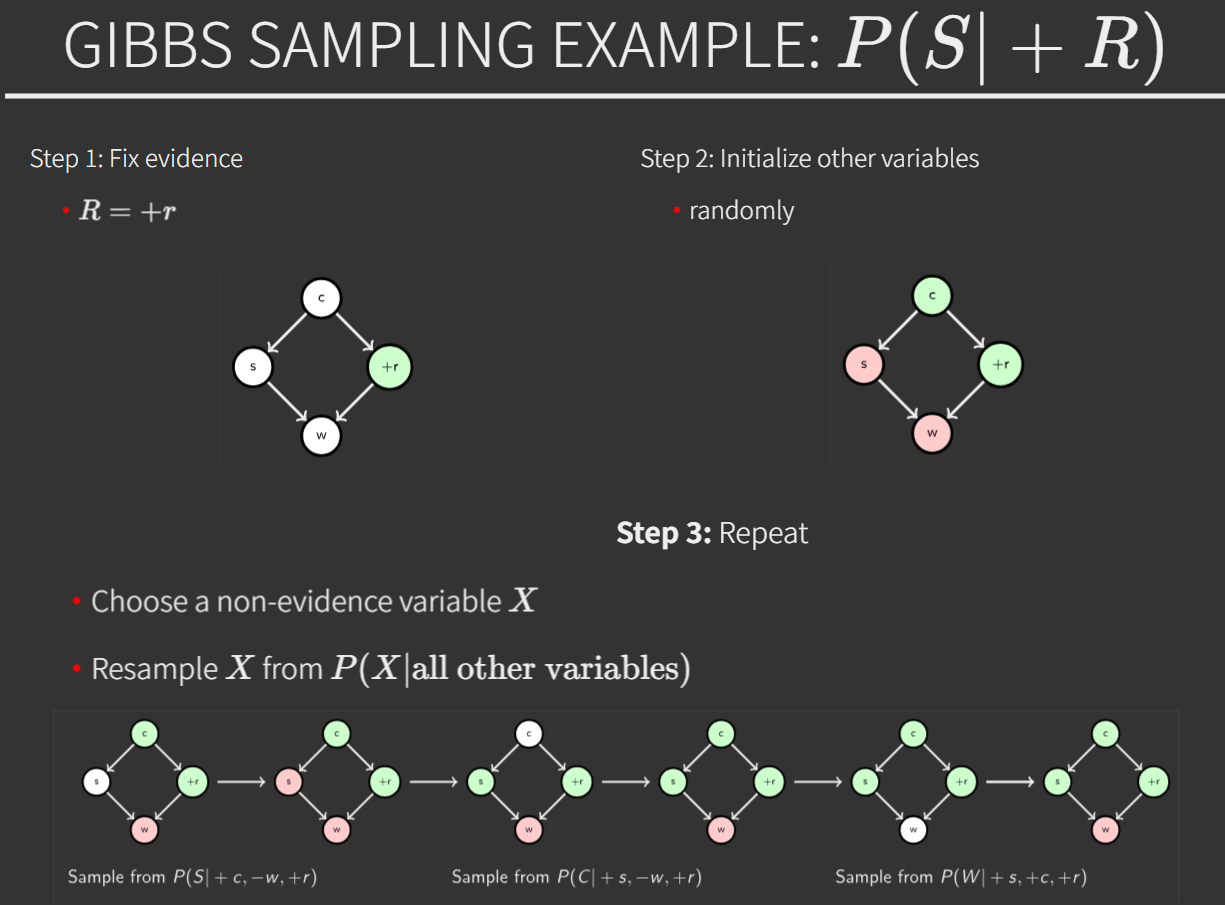 GIBBS SAMPLING EXAMPLE: P(S| + R)
Step 1: Fix evidence
• R = +r
c
s
+r
w
Step 2: Initialize other variables
• randomly
c
s
+r
w
Step 3: Repeat
• Choose a non-evidence variable X
• Resample X from P(X|all other variables)
c c c c c c
s +r s +r s +r s +r s +r s +r
w w w w w w
Sample from P(S| + c, −w, +r)
Sample from P(C| + s, −w, +r)
Sample from P(W| + s, +c, +r)